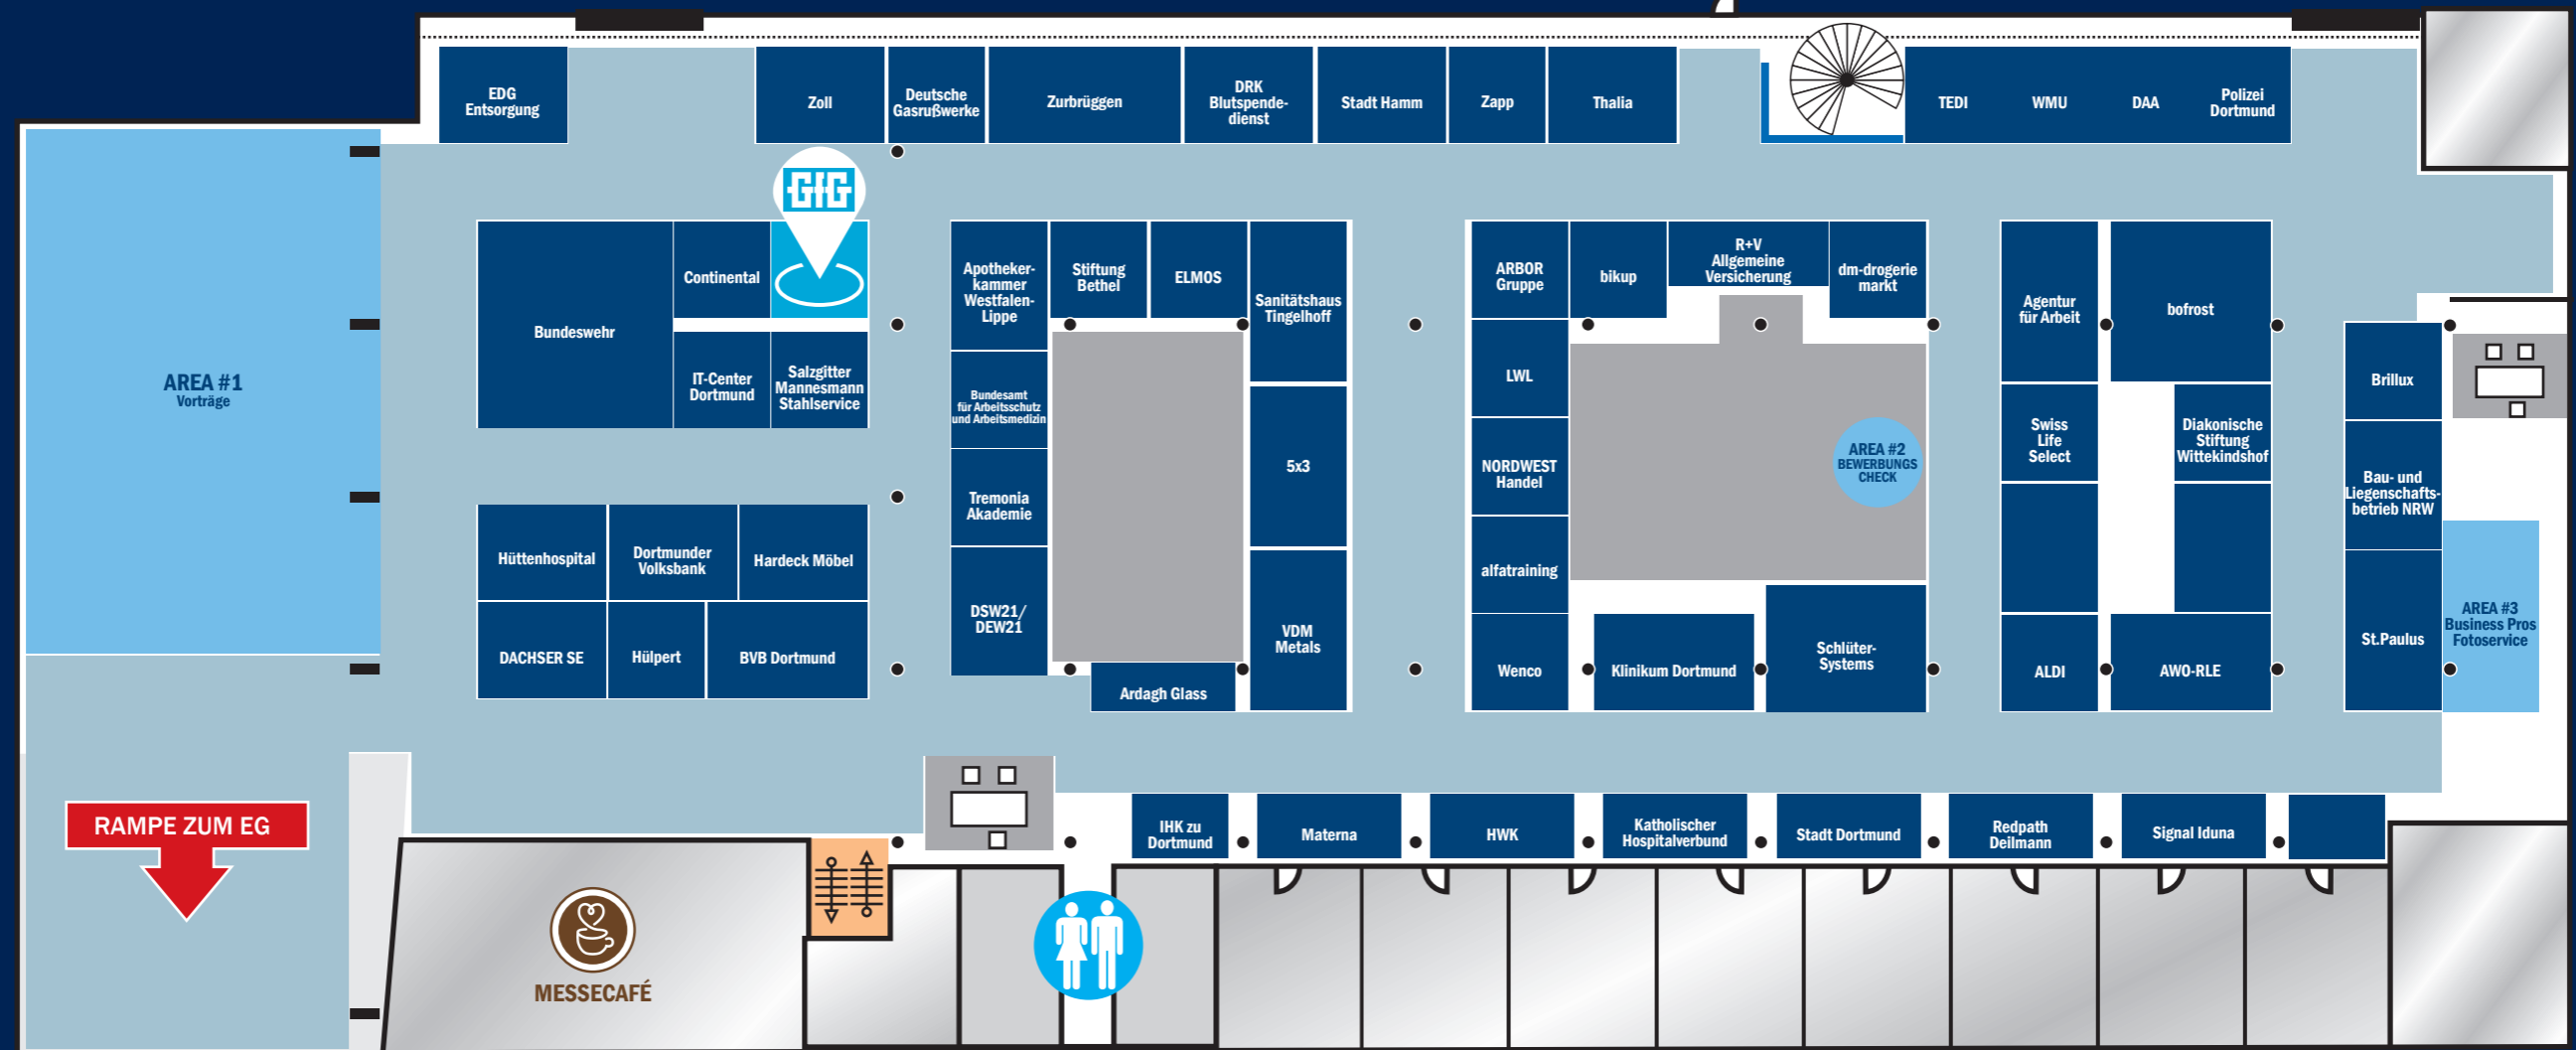 EDG
Entsorgung
Zoll
Deutsche
Gasrußwerke
Zurbrüggen
DRK
Blutspende-
dienst
Stadt Hamm
Zapp
Thalia
TEDI
WMU
DAA
Polizei
Dortmund
GfG
AREA #1
Vorträge
Bundeswehr
Continental
IT-Center
Dortmund
Salzgitter
Mannesmann
Stahlservice
Apotheker-
kammer
Westfalen-
Lippe
Stiftung
Bethel
ELMOS
Sanitätshaus
Tingelhoff
Bundesamt
für Arbeitsschutz
und Arbeitsmedizin
Tremonia
Akademie
DSW21/
DEW21
5x3
VDM
Metals
Ardagh Glass
ARBOR
Gruppe
bikup
R+V
Allgemeine
Versicherung
dm-drogerie
markt
LWL
NORDWEST
Handel
alfatraining
Wenco
AREA #2
BEWERBUNGS
CHECK
Klinikum Dortmund
Schlüter-
Systems
Agentur
für Arbeit
bofrost
Swiss
Life
Select
Diakonische
Stiftung
Wittekindshof
ALDI
AWO-RLE
Brillux
Bau- und
Liegenschafts-
betrieb NRW
St.Paulus
AREA #3
Business Pros
Fotoservice
Hüttenhospital
Dortmunder
Volksbank
Hardeck Möbel
DACHSER SE
Hülpert
BVB Dortmund
RAMPE ZUM EG
MESSECAFÉ
IHK zu
Dortmund
Materna
HWK
Katholischer
Hospitalverbund
Stadt Dortmund
Redpath
Deilmann
Signal Iduna